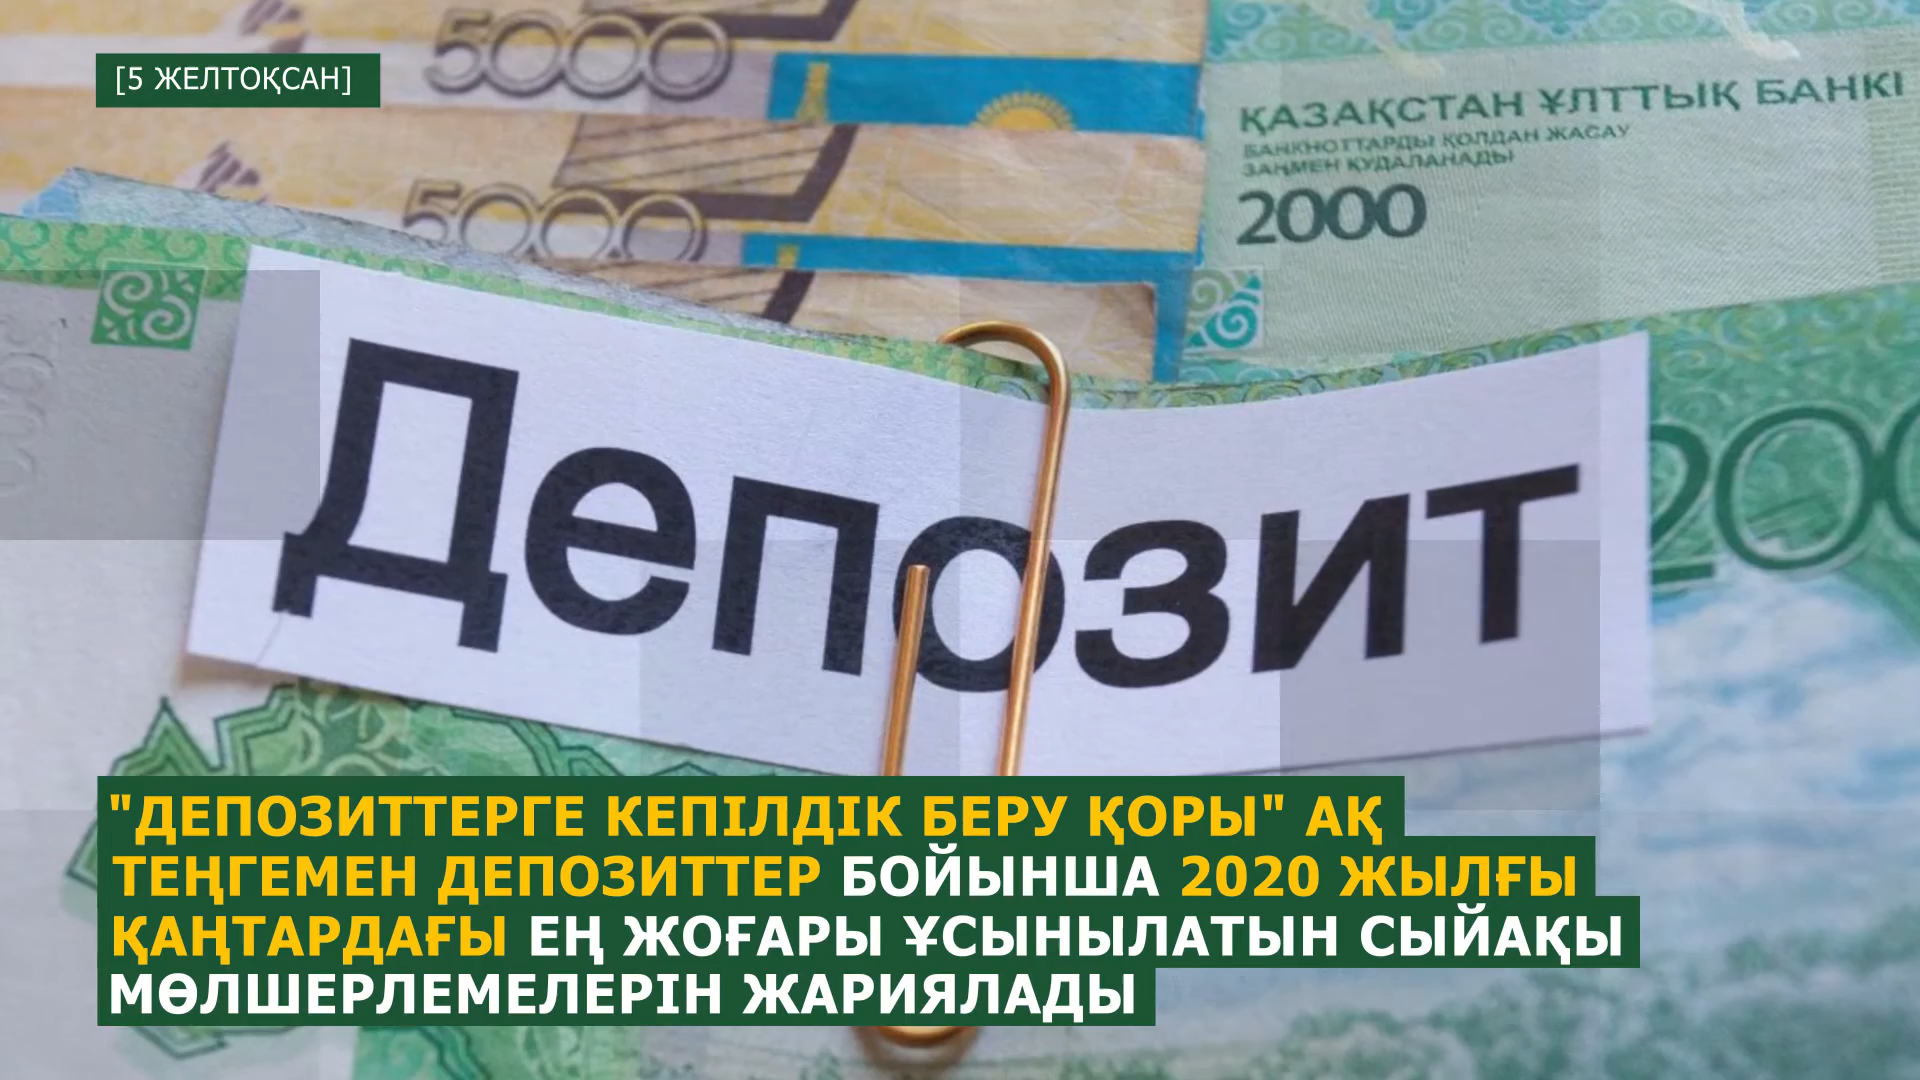 [5 ЖЕЛТОҚСАН]
5000
5000
ҚАЗАҚСТАН ҰЛТТЫҚ БАНКІ
БАНКНОТТАРДЫ ҚОЛДАН ЖАСАУ
ЗАҢМЕН ҚУДАЛАНАДЫ
2000
Депозит
"ДЕПОЗИТТЕРГЕ КЕПІЛДІК БЕРУ ҚОРЫ" АҚ
ТЕҢГЕМЕН ДЕПОЗИТТЕР БОЙЫНША 2020 ЖЫЛҒЫ
ҚАҢТАРДАҒЫ ЕҢ ЖОҒАРЫ ҰСЫНЫЛАТЫН СЫЙАҚЫ
МӨЛШЕРЛЕМЕЛЕРІН ЖАРИЯЛАДЫ